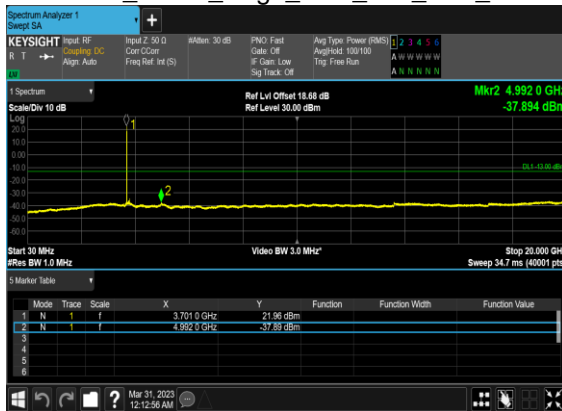 Spectrum Analyzer 1
Swept SA
+
KEYSIGHT Input: RF Input Z: 50 Ω #Atten: 30 dB PNO: Fast Avg Type: Power (RMS) 1 2 3 4 5 6
R T Coupling: DC Corr CCorr Gate: Off Avg|Hold: 100/100 A W W W W W
Align: Auto Freq Ref: Int (S) IF Gain: Low Trig: Free Run
Sig Track: Off A N N N N N
1 Spectrum Ref Lvl Offset 18.68 dB Mkr2 4.992 0 GHz
Scale/Div 10 dB Ref Level 30.00 dBm -37.894 dBm
Log
20.0
10.0
0.00
-10.0
DL1 -13.00 dBm
-20.0
-30.0
-40.0
-50.0
-60.0
1
2
Start 30 MHz Video BW 3.0 MHz* Stop 20.000 GHz
#Res BW 1.0 MHz Sweep 34.7 ms (40001 pts)
5 Marker Table
Mode Trace Scale X Y Function Function Width Function Value
1 N 1 f 3.701 0 GHz 21.96 dBm
2 N 1 f 4.992 0 GHz -37.89 dBm
3
4
5
6
? Mar 31, 2023
12:12:56 AM